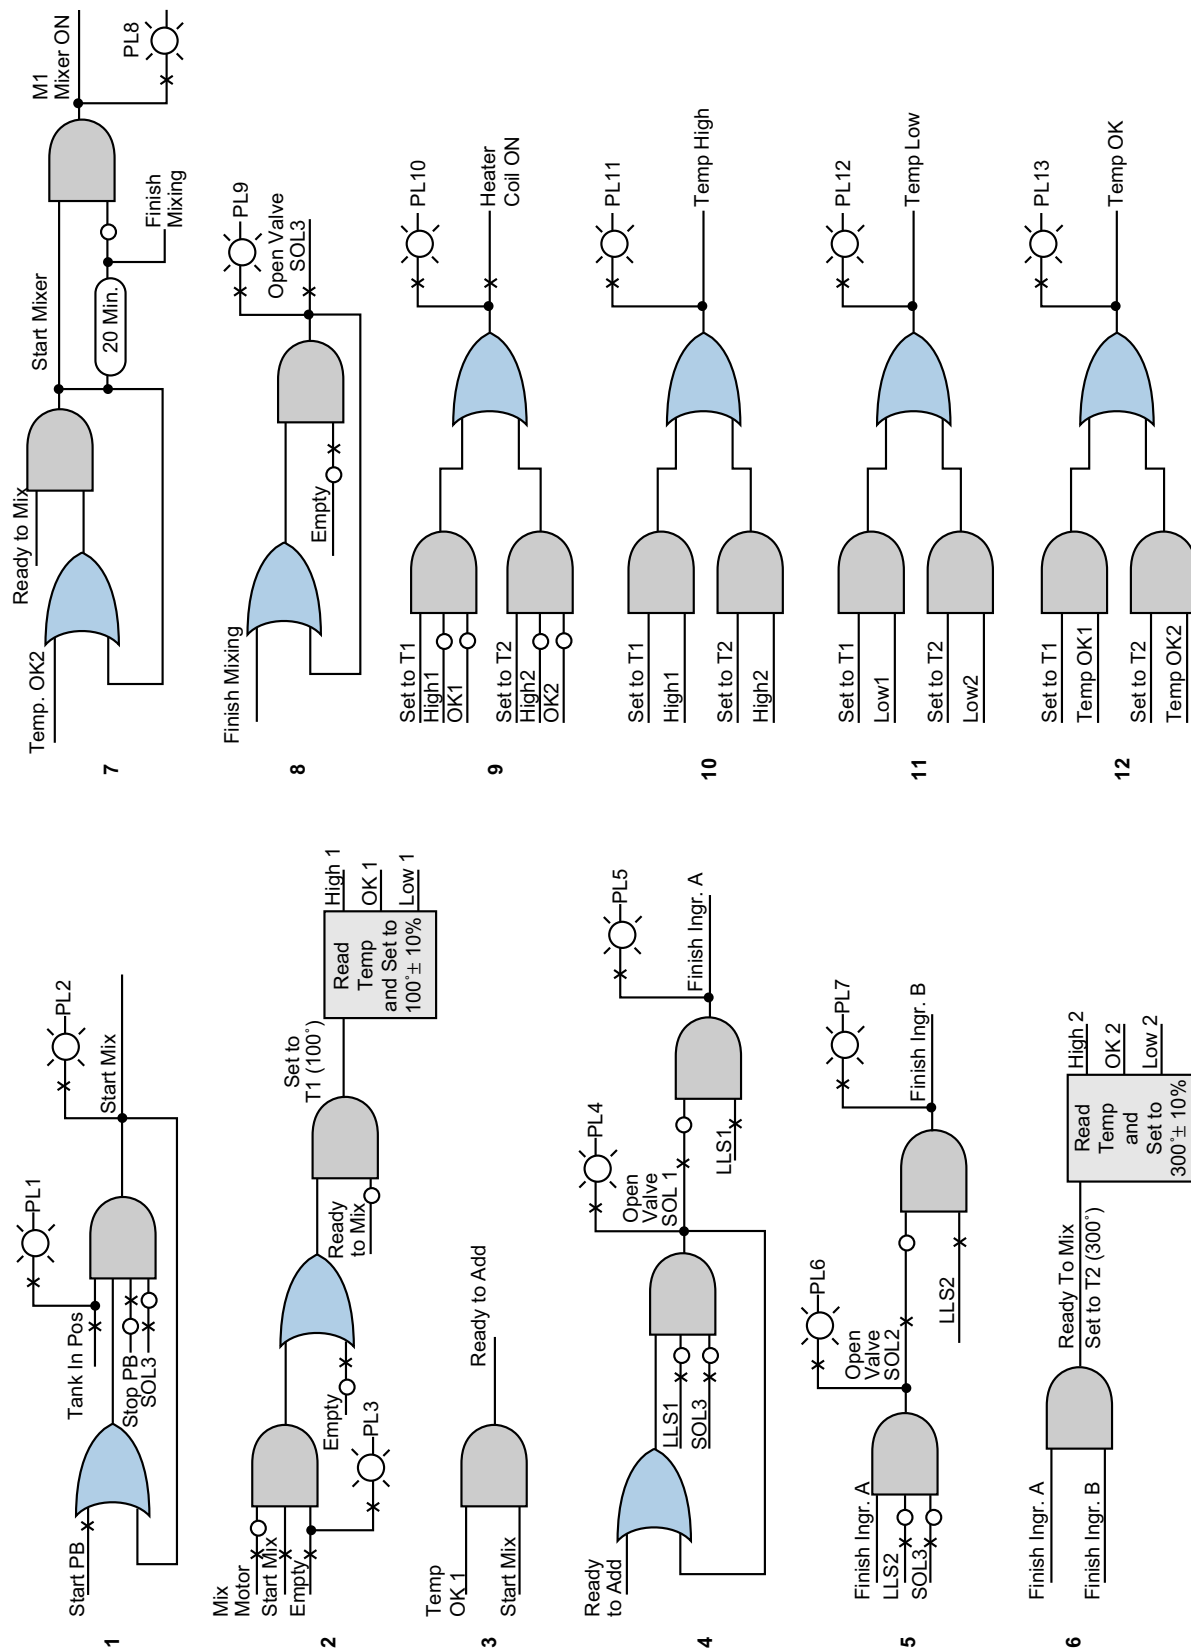 1
Start PB
Tank In Pos
Stop PB
SOL3
PL1
PL2
Start Mix
2
Mix
Motor
Start Mix
Empty
Empty
PL3
Ready
to Mix
Set to
T1 (100°)
Read
Temp
and Set to
100°± 10%
High 1
OK 1
Low 1
3
Temp
OK 1
Start Mix
Ready to Add
4
Ready
to Add
LLS1
SOL3
Open
Valve
SOL 1
PL4
LLS1
PL5
Finish Ingr. A
5
Finish Ingr. A
LLS2
SOL3
Open
Valve
SOL2
PL6
LLS2
PL7
Finish Ingr. B
6
Finish Ingr. A
Finish Ingr. B
Ready To Mix
Set to T2 (300°)
Read
Temp
and
Set to
300°± 10%
High 2
OK 2
Low 2
7
Temp. OK2
Ready to Mix
Start Mixer
20 Min.
Finish
Mixing
M1
Mixer ON
PL8
8
Finish Mixing
Empty
Open Valve
SOL3
PL9
9
Set to T1
High1
OK1
Set to T2
High2
OK2
PL10
Heater
Coil ON
10
Set to T1
High1
Set to T2
High2
PL11
Temp High
11
Set to T1
Low1
Set to T2
Low2
PL12
Temp Low
12
Set to T1
Temp OK1
Set to T2
Temp OK2
PL13
Temp OK